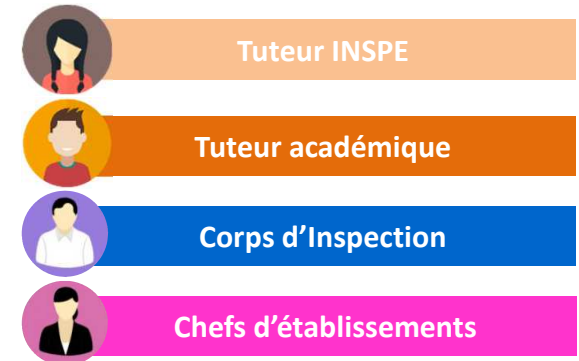 Tuteur INSPE
Tuteur académique
Corps d’Inspection
Chefs d’établissements